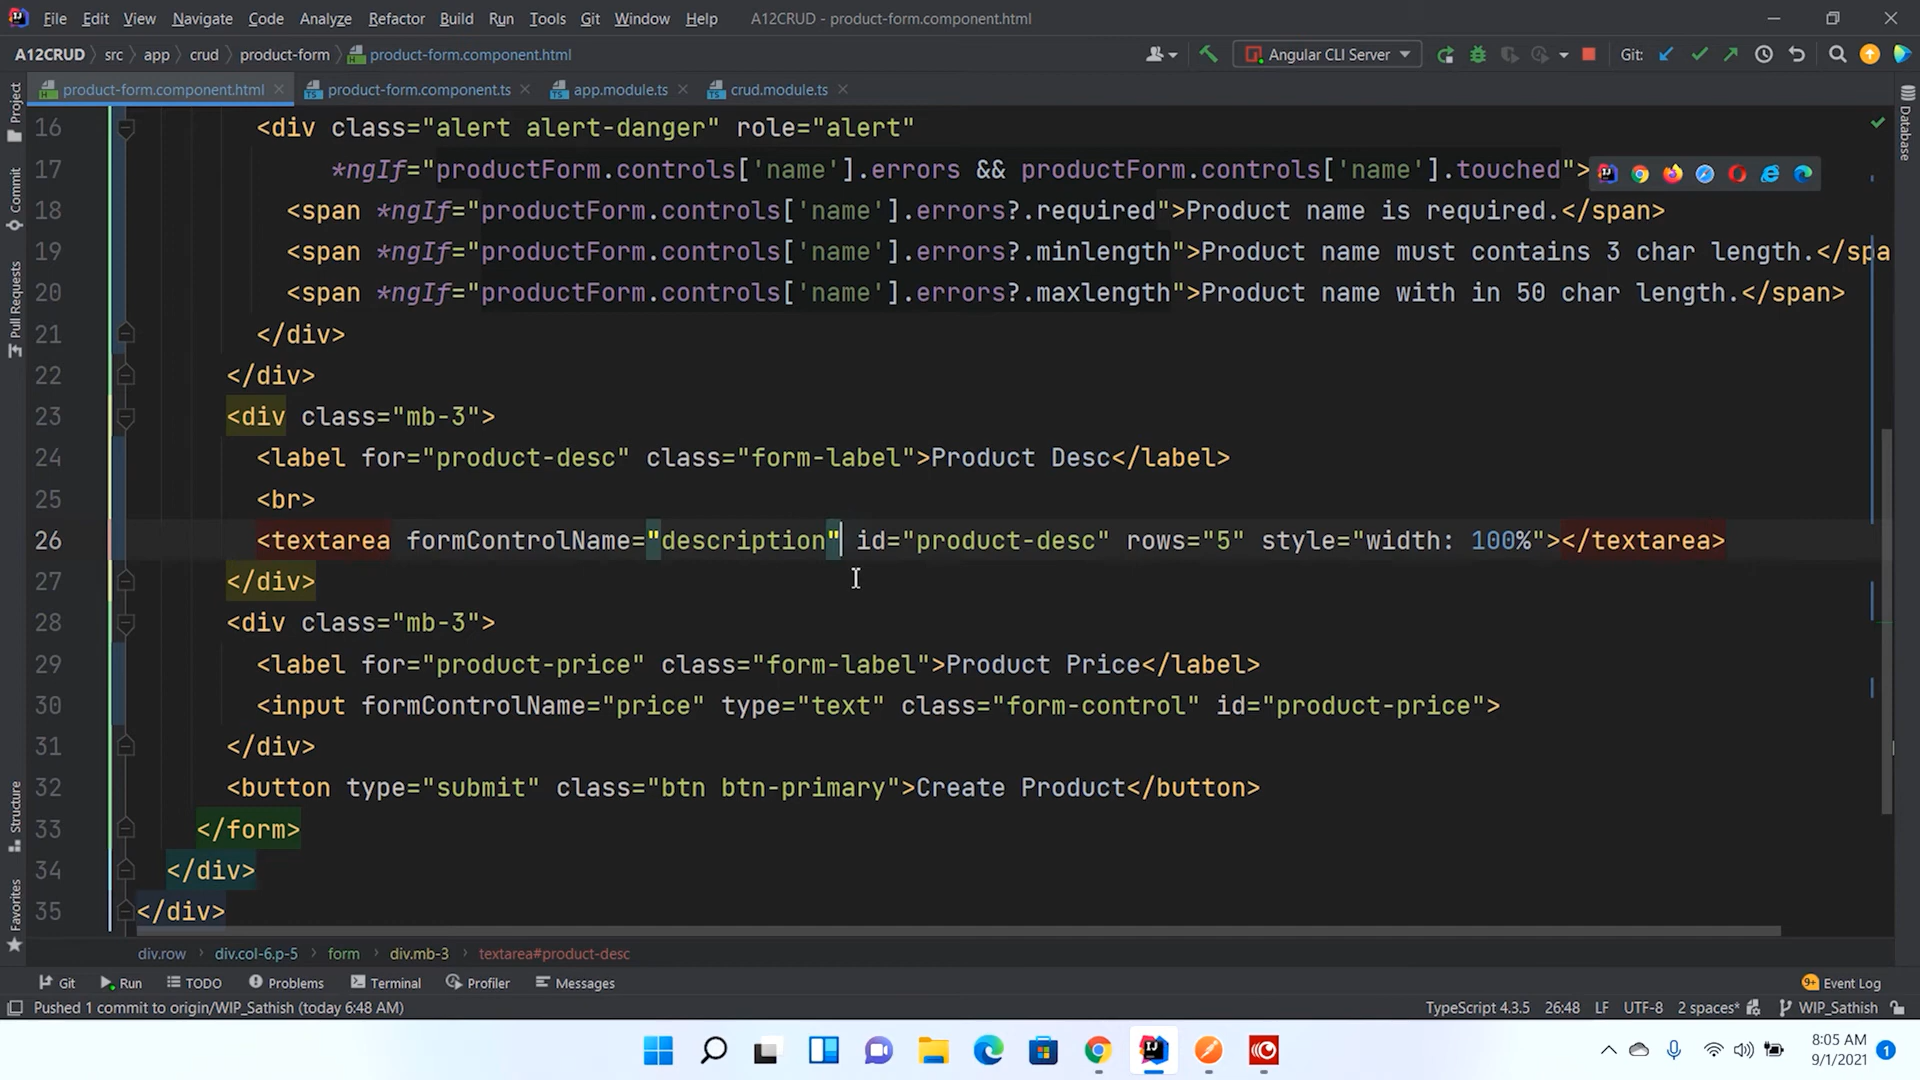 File Edit View Navigate Code Analyze Refactor Build Run Tools Git Window Help A12CRUD - product-form.component.html
A12CRUD src app crud product-form product-form.component.html Angular CLI Server Git:
product-form.component.html product-form.component.ts app.module.ts crud.module.ts
Project
Commit
Pull Requests
Structure
Favorites
Database
16 <div class="alert alert-danger" role="alert"
17 *ngIf="productForm.controls['name'].errors && productForm.controls['name'].touched">
18 <span *ngIf="productForm.controls['name'].errors?.required">Product name is required.</span>
19 <span *ngIf="productForm.controls['name'].errors?.minlength">Product name must contains 3 char length.</spa
20 <span *ngIf="productForm.controls['name'].errors?.maxlength">Product name with in 50 char length.</span>
21 </div>
22 </div>
23 <div class="mb-3">
24 <label for="product-desc" class="form-label">Product Desc</label>
25 <br>
26 <textarea formControlName="description" id="product-desc" rows="5" style="width: 100%"></textarea>
27 </div>
28 <div class="mb-3">
29 <label for="product-price" class="form-label">Product Price</label>
30 <input formControlName="price" type="text" class="form-control" id="product-price">
31 </div>
32 <button type="submit" class="btn btn-primary">Create Product</button>
33 </form>
34 </div>
35 </div>
div.row div.col-6.p-5 form div.mb-3 textarea#product-desc
Git Run TODO Problems Terminal Profiler Messages 9+ Event Log
Pushed 1 commit to origin/WIP_Sathish (today 6:48 AM) TypeScript 4.3.5 26:48 LF UTF-8 2 spaces* WIP_Sathish
8:05 AM
9/1/2021
1